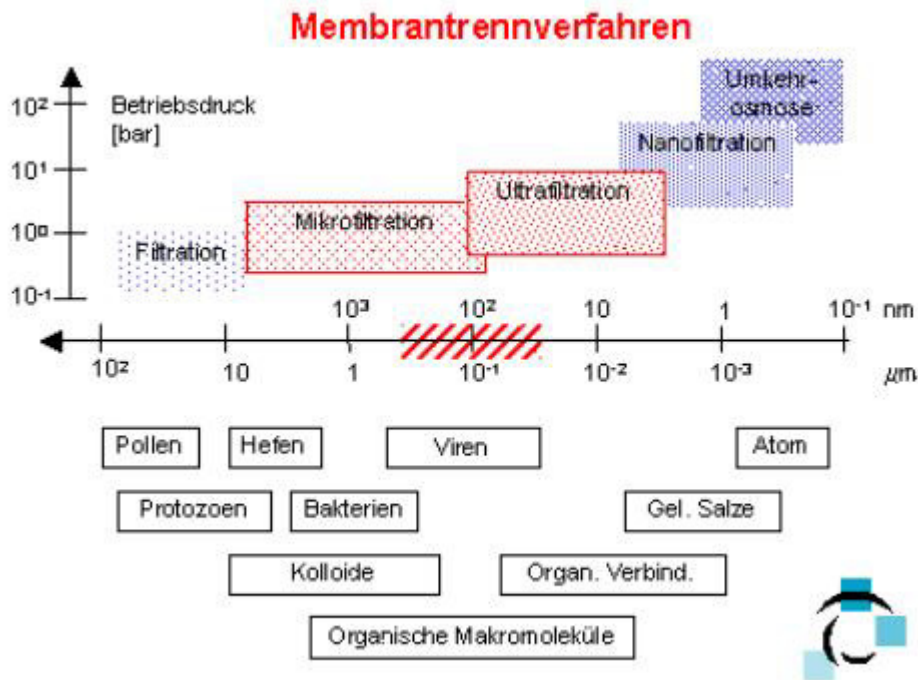 Membrantrennverfahren
Betriebsdruck
[bar]
10²
10¹
10⁰
10⁻¹
Umkehr-
osmose
Nanofiltration
Ultrafiltration
Mikrofiltration
Filtration
10³ 10² 10 1 10⁻¹ nm
10² 10 1 10⁻¹ 10⁻² 10⁻³ µm
Pollen Hefen Viren Atom
Protozoen Bakterien Gel. Salze
Kolloide Organ. Verbind.
Organische Makromoleküle